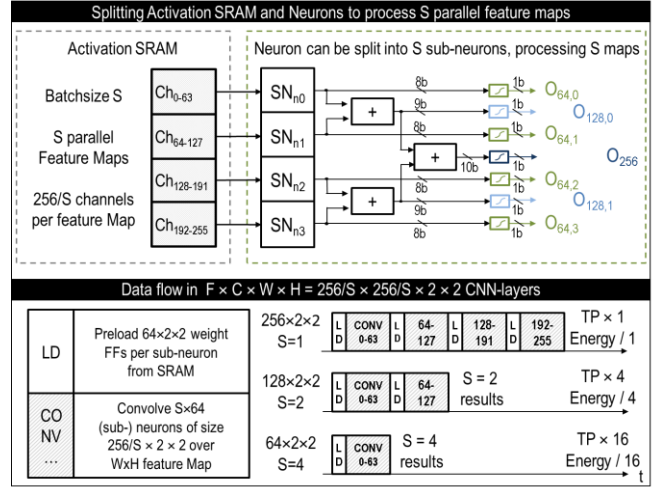 Splitting Activation SRAM and Neurons to process S parallel feature maps
Activation SRAM
Batchsize S
S parallel
Feature Maps
256/S channels
per feature Map
Ch0-63
Ch64-127
Ch128-191
Ch192-255
Neuron can be split into S sub-neurons, processing S maps
SNn0
SNn1
SNn2
SNn3
+
+
+
8b
9b
8b
10b
8b
9b
8b
1b
1b
1b
1b
1b
1b
1b
O64,0
O128,0
O64,1
O256
O64,2
O128,1
O64,3
Data flow in F × C × W × H = 256/S × 256/S × 2 × 2 CNN-layers
LD
Preload 64×2×2 weight
FFs per sub-neuron
from SRAM
CO
NV
...
Convolve S×64
(sub-) neurons of size
256/S × 2 × 2 over
WxH feature Map
256×2×2
S=1
L D
CONV 0-63
L D
64-127
L D
128-191
L D
192-255
TP × 1
Energy / 1
128×2×2
S=2
L D
CONV 0-63
L D
64-127
S = 2
results
TP × 4
Energy / 4
64×2×2
S=4
L D
CONV 0-63
S = 4
results
TP × 16
Energy / 16
t